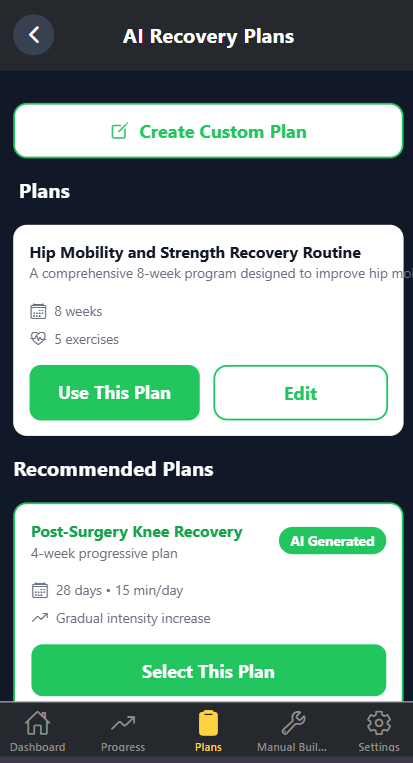 AI Recovery Plans
Create Custom Plan
Plans
Hip Mobility and Strength Recovery Routine
A comprehensive 8-week program designed to improve hip
8 weeks
5 exercises
Use This Plan
Edit
Recommended Plans
Post-Surgery Knee Recovery
AI Generated
4-week progressive plan
28 days • 15 min/day
Gradual intensity increase
Select This Plan
Dashboard
Progress
Plans
Manual Buil...
Settings